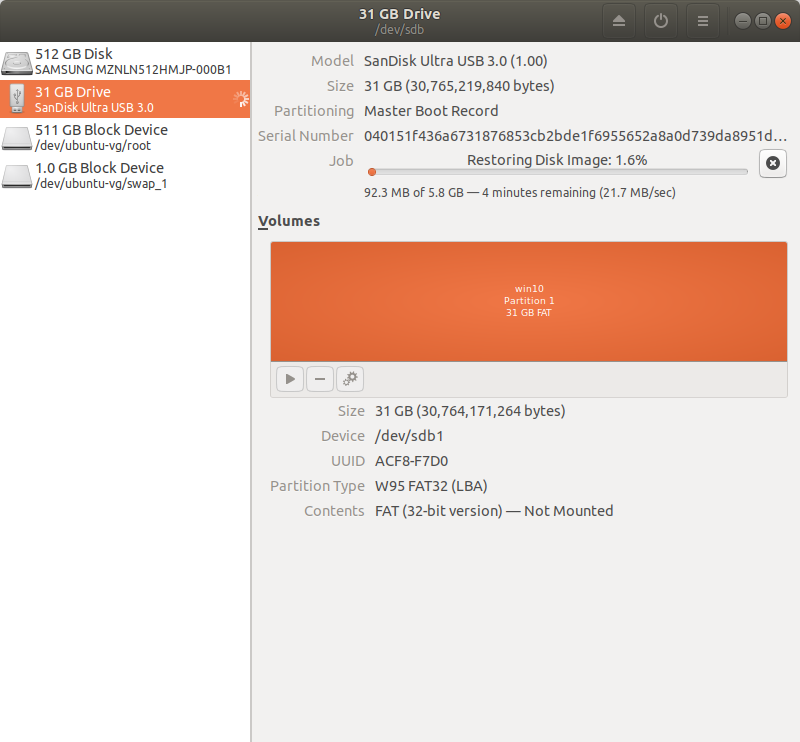 31 GB Drive
/dev/sdb
512 GB Disk
SAMSUNG MZNLN512HMJP-000B1
31 GB Drive
SanDisk Ultra USB 3.0
511 GB Block Device
/dev/ubuntu-vg/root
1.0 GB Block Device
/dev/ubuntu-vg/swap_1
Model SanDisk Ultra USB 3.0 (1.00)
Size 31 GB (30,765,219,840 bytes)
Partitioning Master Boot Record
Serial Number 040151f436a6731876853cb2bde1f6955652a8a0d739da8951d...
Job Restoring Disk Image: 1.6%
92.3 MB of 5.8 GB — 4 minutes remaining (21.7 MB/sec)
Volumes
win10
Partition 1
31 GB FAT
Size 31 GB (30,764,171,264 bytes)
Device /dev/sdb1
UUID ACF8-F7D0
Partition Type W95 FAT32 (LBA)
Contents FAT (32-bit version) — Not Mounted